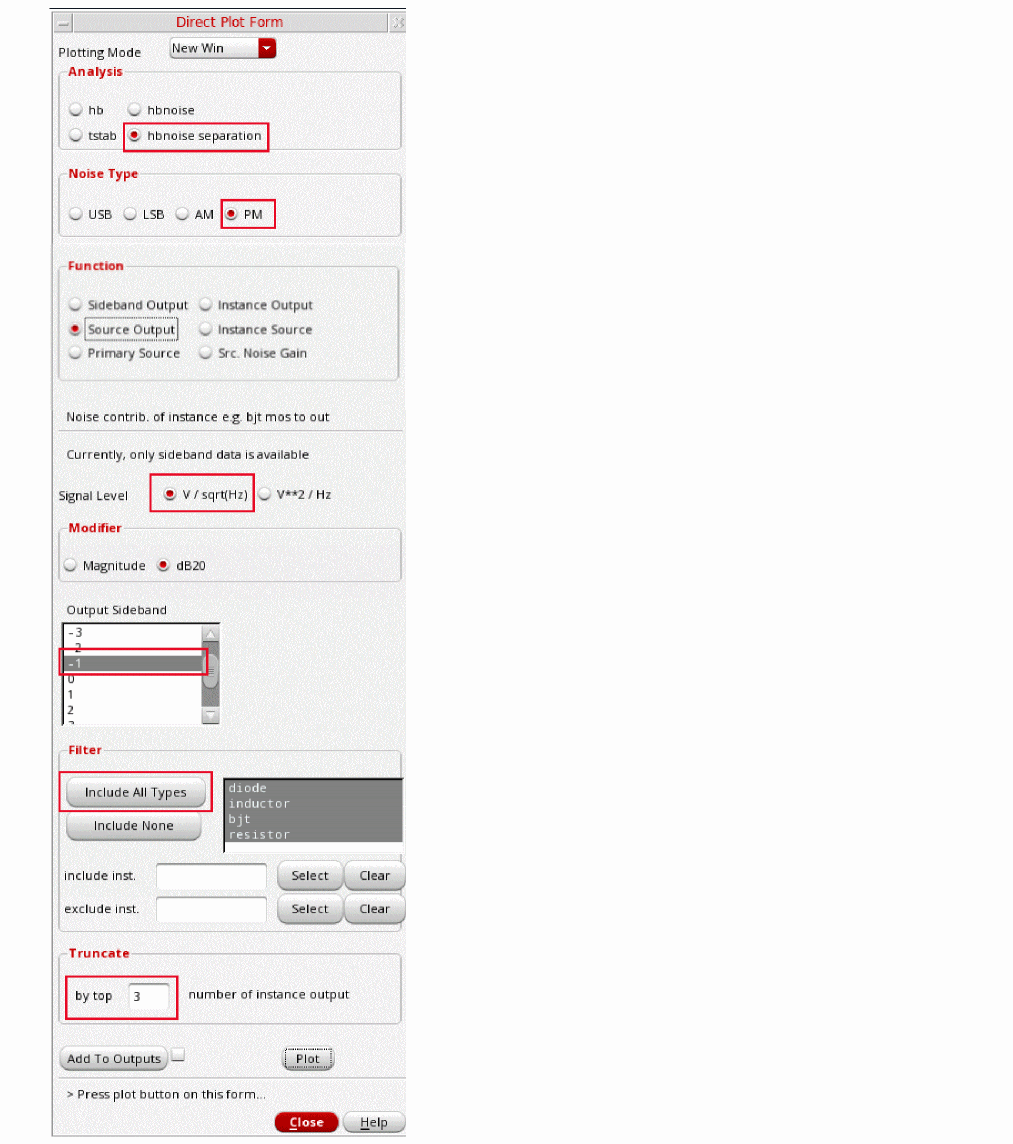 Direct Plot Form
Plotting Mode New Win
Analysis
hb hbnoise
tstab hbnoise separation
Noise Type
USB LSB AM PM
Function
Sideband Output Instance Output
Source Output Instance Source
Primary Source Src. Noise Gain
Noise contrib. of instance e.g. bjt mos to out
Currently, only sideband data is available
Signal Level V / sqrt(Hz) V**2 / Hz
Modifier
Magnitude dB20
Output Sideband
-3
-2
-1
0
1
2
Filter
Include All Types
Include None
diode
inductor
bjt
resistor
include inst. Select Clear
exclude inst. Select Clear
Truncate
by top 3 number of instance output
Add To Outputs Plot
> Press plot button on this form...
Close Help